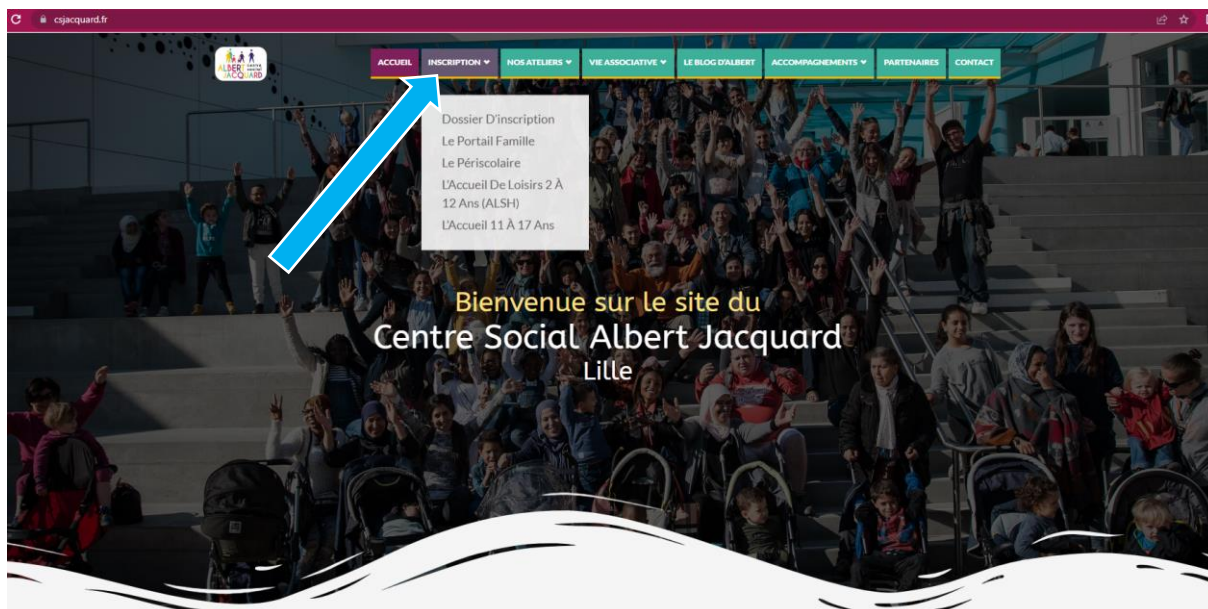 csjacquard.fr
ALBERT centre social
JACQUARD
ACCUEIL INSCRIPTION NOS ATELIERS VIE ASSOCIATIVE LE BLOG D'ALBERT ACCOMPAGNEMENTS PARTENAIRES CONTACT
Dossier D'inscription
Le Portail Famille
Le Périscolaire
L'Accueil De Loisirs 2 À
12 Ans (ALSH)
L'Accueil 11 À 17 Ans
Bienvenue sur le site du
Centre Social Albert Jacquard
Lille